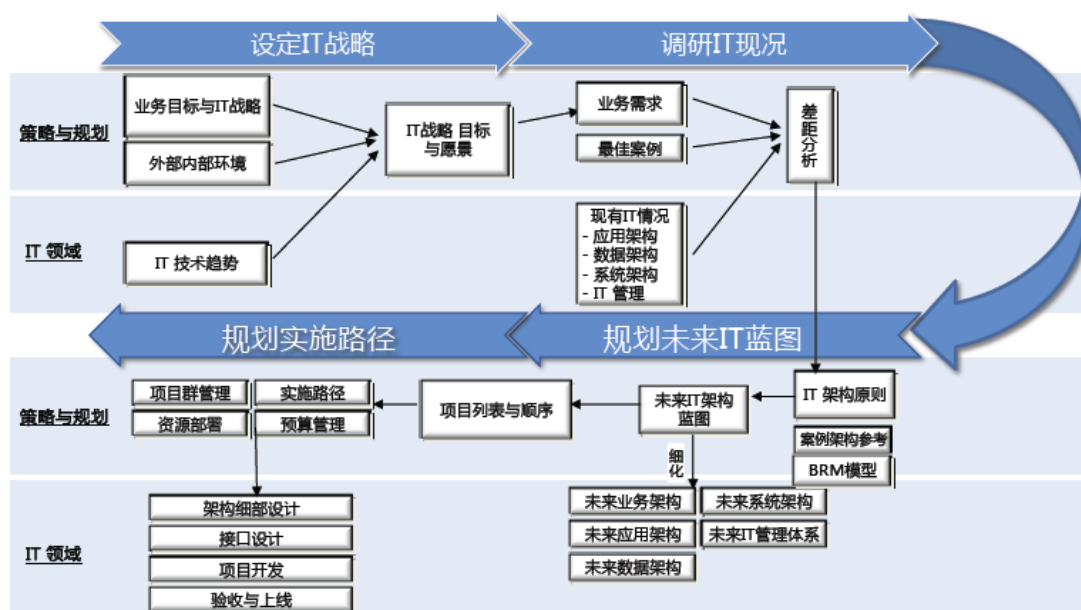 设定IT战略
调研IT现况
策略与规划
业务目标与IT战略
外部内部环境
IT战略 目标
与愿景
业务需求
最佳案例
差距分析
IT 领域
IT 技术趋势
现有IT情况
- 应用架构
- 数据架构
- 系统架构
- IT 管理
规划实施路径
规划未来IT蓝图
策略与规划
项目群管理
实施路径
资源部署
预算管理
项目列表与顺序
未来IT架构
蓝图
IT 架构原则
案例架构参考
BRM模型
细化
IT 领域
架构细部设计
接口设计
项目开发
验收与上线
未来业务架构
未来系统架构
未来应用架构
未来IT管理体系
未来数据架构